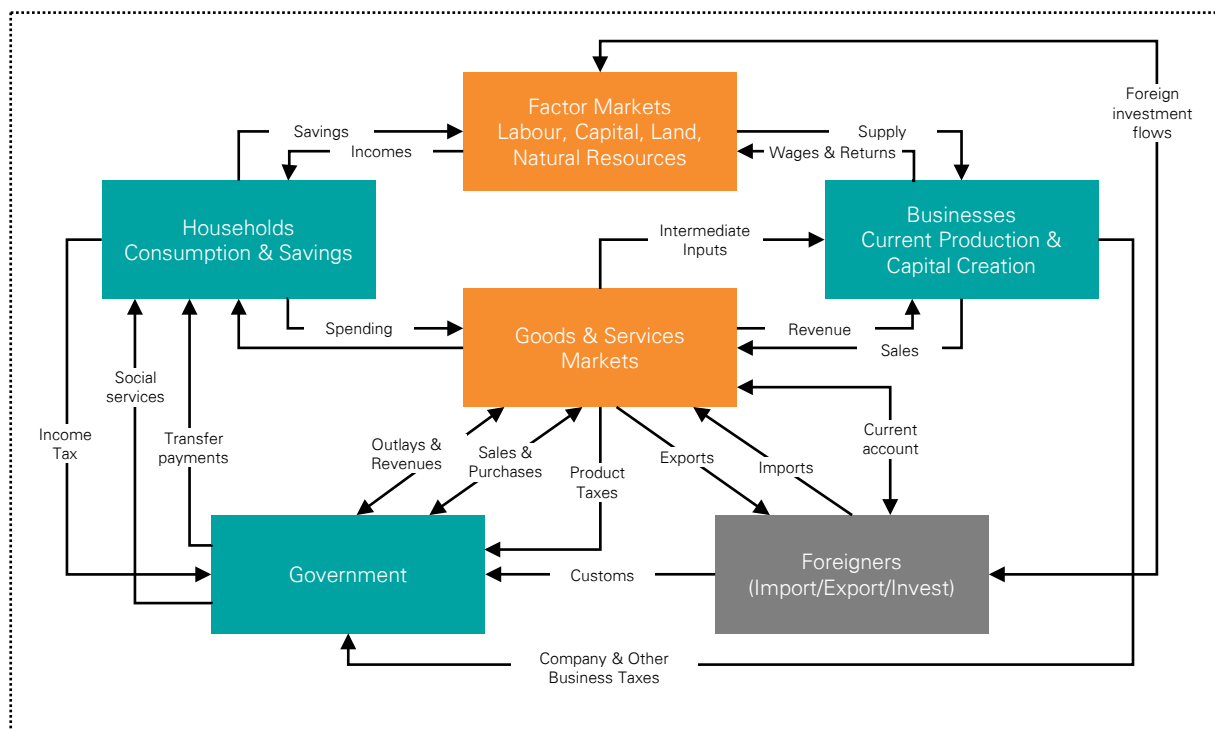 Factor Markets
Labour, Capital, Land,
Natural Resources
Foreign
investment
flows
Savings
Incomes
Supply
Wages & Returns
Households
Consumption & Savings
Businesses
Current Production &
Capital Creation
Intermediate
Inputs
Spending
Goods & Services
Markets
Revenue
Sales
Social
services
Income
Tax
Transfer
payments
Outlays &
Revenues
Sales &
Purchases
Product
Taxes
Exports
Imports
Current
account
Government
Customs
Foreigners
(Import/Export/Invest)
Company & Other
Business Taxes